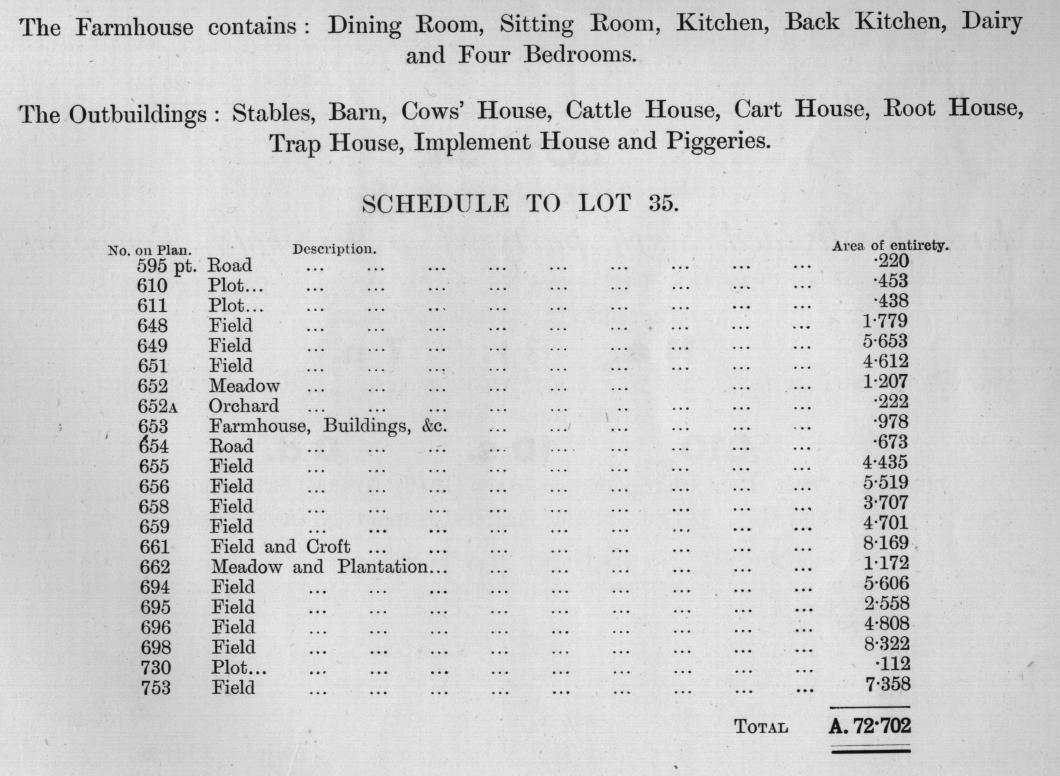 The Farmhouse contains : Dining Room, Sitting Room, Kitchen, Back Kitchen, Dairy
and Four Bedrooms.
The Outbuildings : Stables, Barn, Cows' House, Cattle House, Cart House, Root House,
Trap House, Implement House and Piggeries.
SCHEDULE TO LOT 35.
No. on Plan. Description. Area of entirety.
595 pt. Road ... ... ... ... ... ... ... ... ... ·220
610 Plot... ... ... ... ... ... ... ... ... ... ·453
611 Plot... ... ... ... ... ... ... ... ... ... ·438
648 Field ... ... ... ... ... ... ... ... ... 1·779
649 Field ... ... ... ... ... ... ... ... ... 5·653
651 Field ... ... ... ... ... ... ... ... ... 4·612
652 Meadow ... ... ... ... ... ... ... ... ... 1·207
652A Orchard ... ... ... ... ... ... ... ... ... ·222
653 Farmhouse, Buildings, &c. ... ... ... ... ... ... ·978
654 Road ... ... ... ... ... ... ... ... ... ·673
655 Field ... ... ... ... ... ... ... ... ... 4·435
656 Field ... ... ... ... ... ... ... ... ... 5·519
658 Field ... ... ... ... ... ... ... ... ... 3·707
659 Field ... ... ... ... ... ... ... ... ... 4·701
661 Field and Croft ... ... ... ... ... ... ... ... 8·169
662 Meadow and Plantation... ... ... ... ... ... ... 1·172
694 Field ... ... ... ... ... ... ... ... ... 5·606
695 Field ... ... ... ... ... ... ... ... ... 2·558
696 Field ... ... ... ... ... ... ... ... ... 4·808
698 Field ... ... ... ... ... ... ... ... ... 8·322
730 Plot... ... ... ... ... ... ... ... ... ... ·112
753 Field ... ... ... ... ... ... ... ... ... 7·358
TOTAL A. 72·702